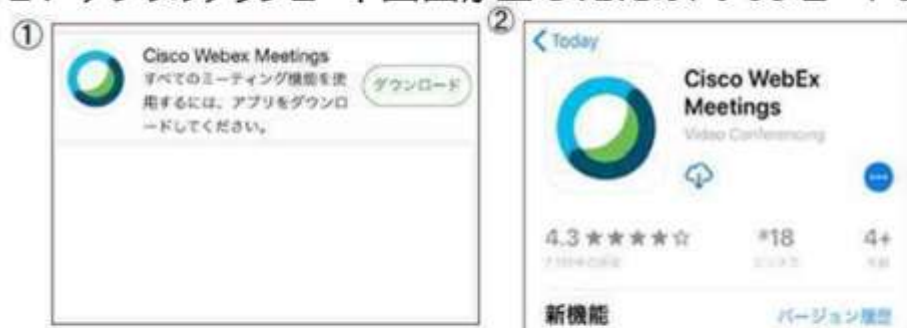 ①
Cisco Webex Meetings
すべてのミーティング機能を使
用するには、アプリをダウンロ
ードしてください。
ダウンロード
②
Today
Cisco WebEx
Meetings
Video Conferencing
4.3★★★★☆
#18
4+
新機能
バージョン履歴